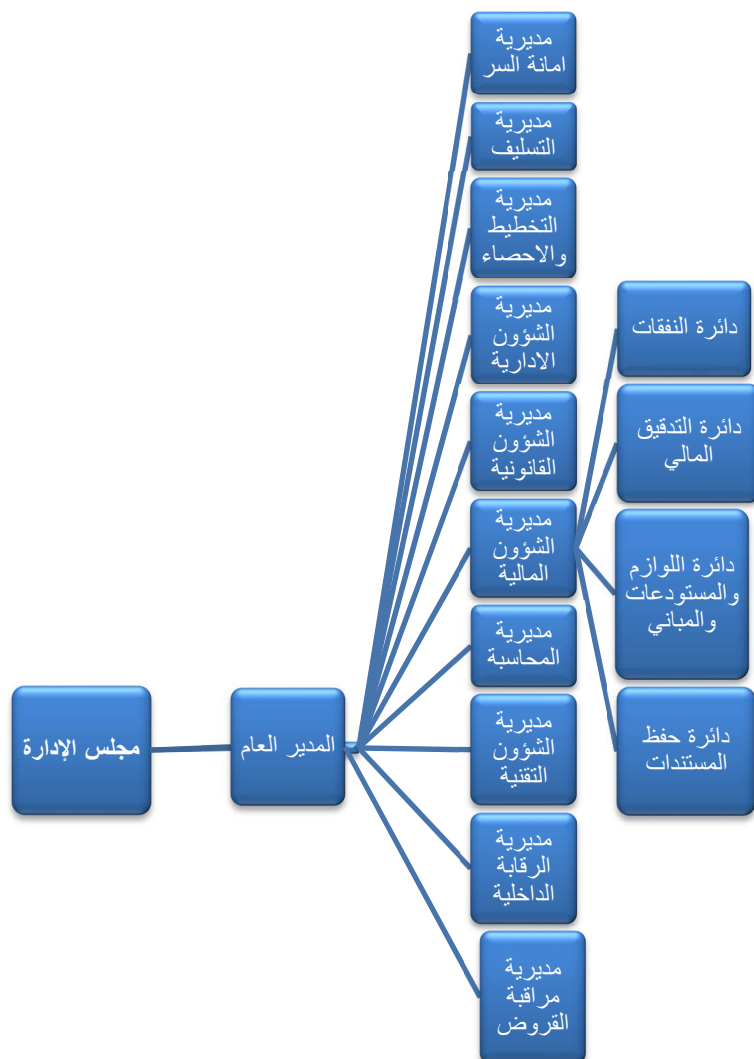 مديرية
امانة السر
مديرية
التسليف
مديرية
التخطيط
والاحصاء
مديرية
الشؤون
الادارية
مديرية
الشؤون
القانونية
مديرية
الشؤون
المالية
مديرية
المحاسبة
مديرية
الشؤون
التقنية
مديرية
الرقابة
الداخلية
مديرية
مراقبة
القروض
دائرة النفقات
دائرة التدقيق
المالي
دائرة اللوازم
والمستودعات
والمباني
دائرة حفظ
المستندات
المدير العام
مجلس الإدارة